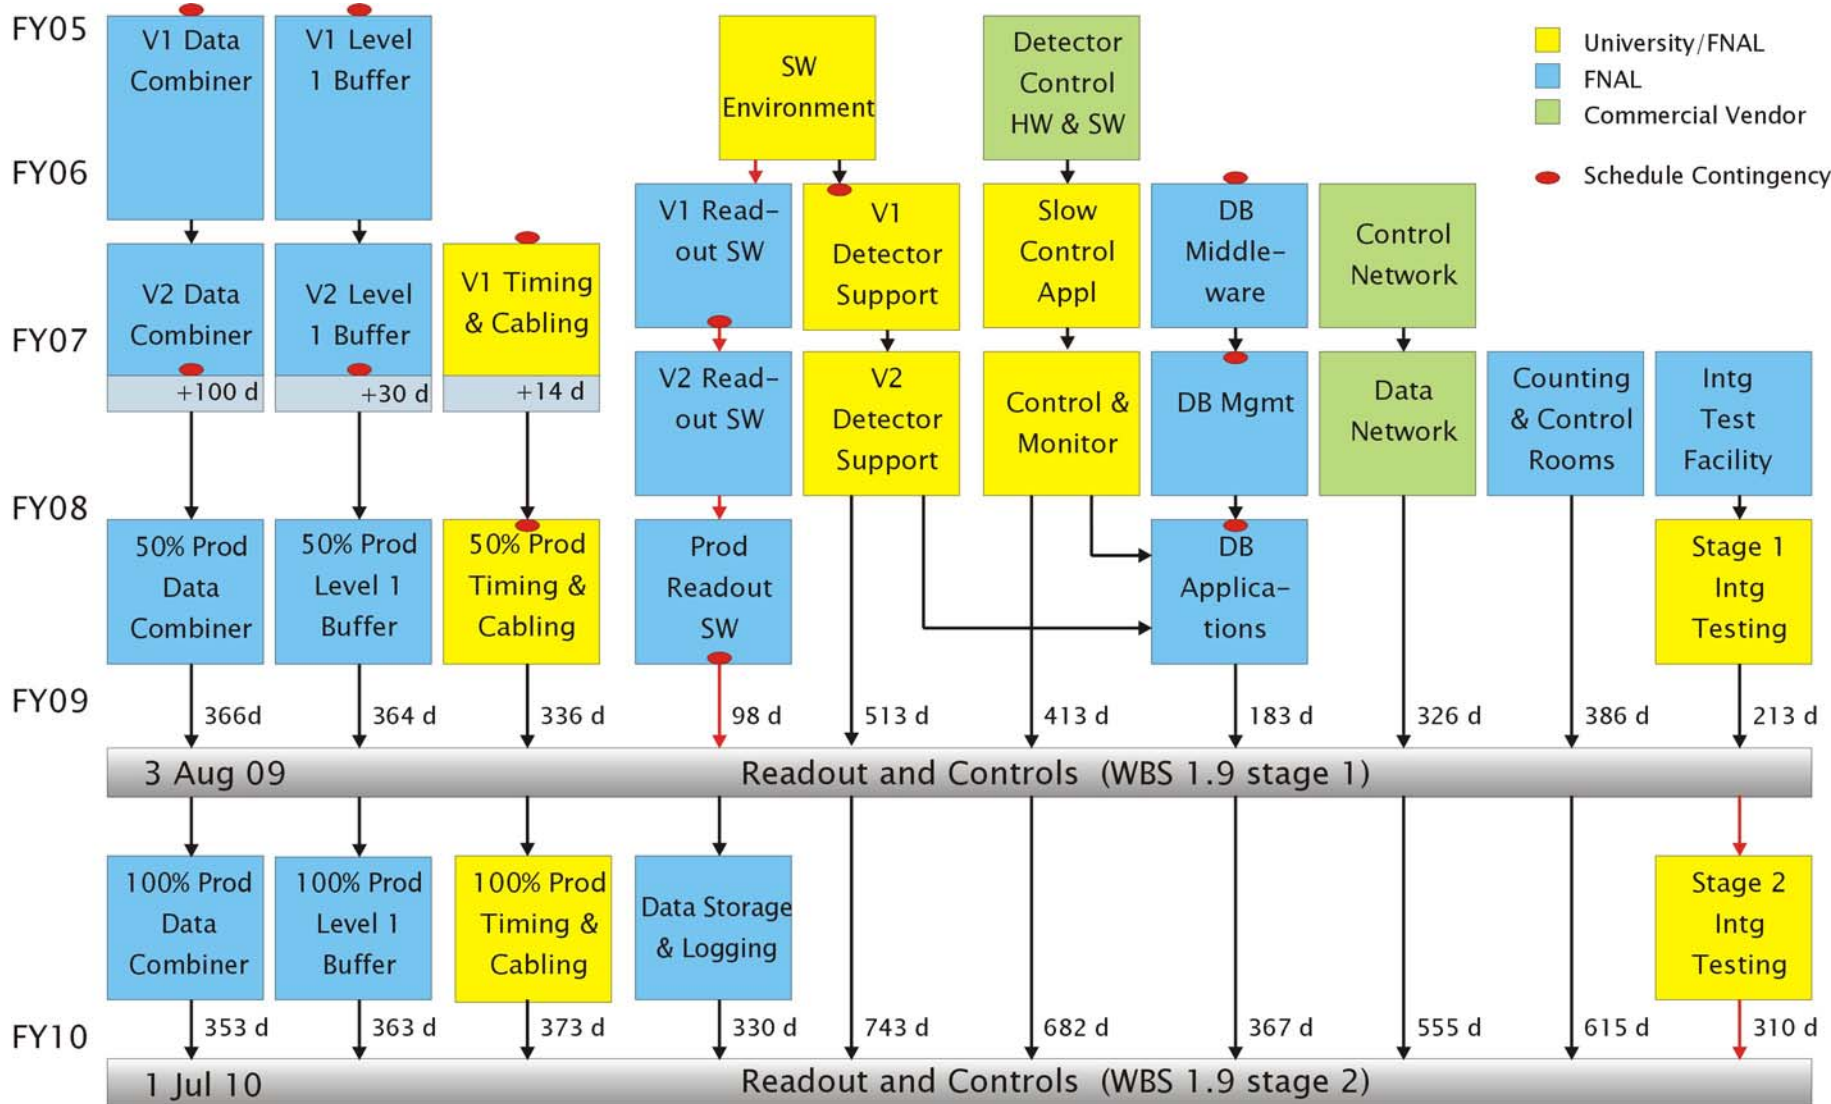 FY05
V1 Data
Combiner
V1 Level
1 Buffer
SW
Environment
Detector
Control
HW & SW
University/FNAL
FNAL
Commercial Vendor
Schedule Contingency
FY06
V1 Read-
out SW
V1
Detector
Support
Slow
Control
Appl
DB
Middle-
ware
Control
Network
V2 Data
Combiner
+100 d
V2 Level
1 Buffer
+30 d
V1 Timing
& Cabling
+14 d
FY07
V2 Read-
out SW
V2
Detector
Support
Control &
Monitor
DB Mgmt
Data
Network
Counting
& Control
Rooms
Intg
Test
Facility
FY08
50% Prod
Data
Combiner
50% Prod
Level 1
Buffer
50% Prod
Timing &
Cabling
Prod
Readout
SW
DB
Applica-
tions
Stage 1
Intg
Testing
FY09
366d
364 d
336 d
98 d
513 d
413 d
183 d
326 d
386 d
213 d
3 Aug 09
Readout and Controls (WBS 1.9 stage 1)
100% Prod
Data
Combiner
100% Prod
Level 1
Buffer
100% Prod
Timing &
Cabling
Data Storage
& Logging
Stage 2
Intg
Testing
FY10
353 d
363 d
373 d
330 d
743 d
682 d
367 d
555 d
615 d
310 d
1 Jul 10
Readout and Controls (WBS 1.9 stage 2)